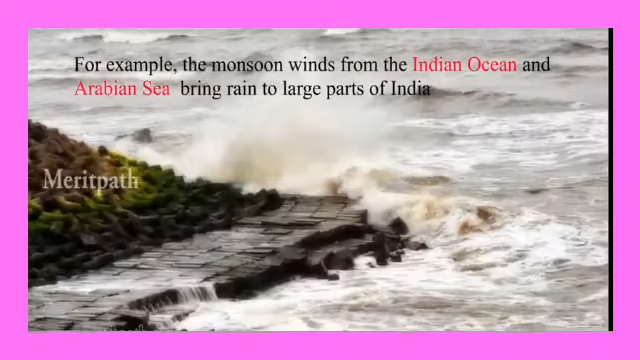 For example, the monsoon winds from the Indian Ocean and
Arabian Sea bring rain to large parts of India
Meritpath